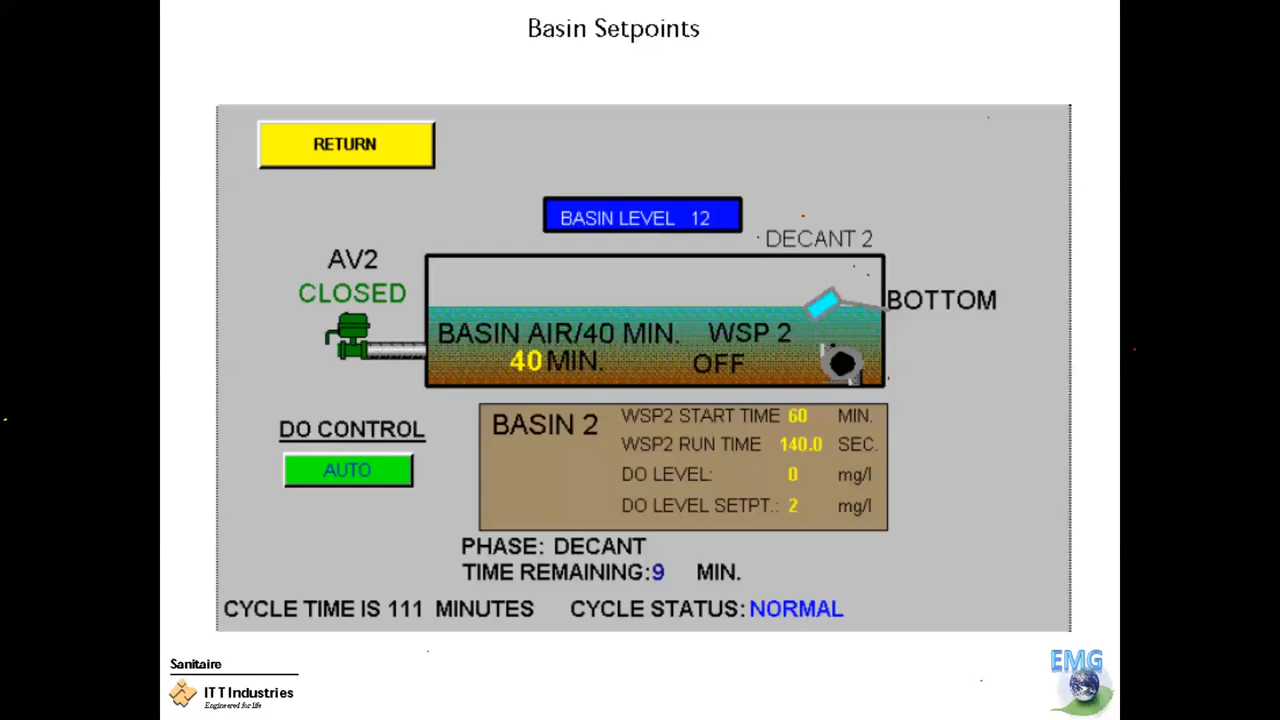 Basin Setpoints
RETURN
BASIN LEVEL 12
DECANT 2
AV2
CLOSED
BOTTOM
BASIN AIR/40 MIN. WSP 2
40 MIN. OFF
DO CONTROL
AUTO
BASIN 2
WSP2 START TIME 60 MIN.
WSP2 RUN TIME 140.0 SEC.
DO LEVEL: 0 mg/l
DO LEVEL SETPT.: 2 mg/l
PHASE: DECANT
TIME REMAINING:9 MIN.
CYCLE TIME IS 111 MINUTES CYCLE STATUS: NORMAL
Sanitaire
ITT Industries
Engineered for life
EMG